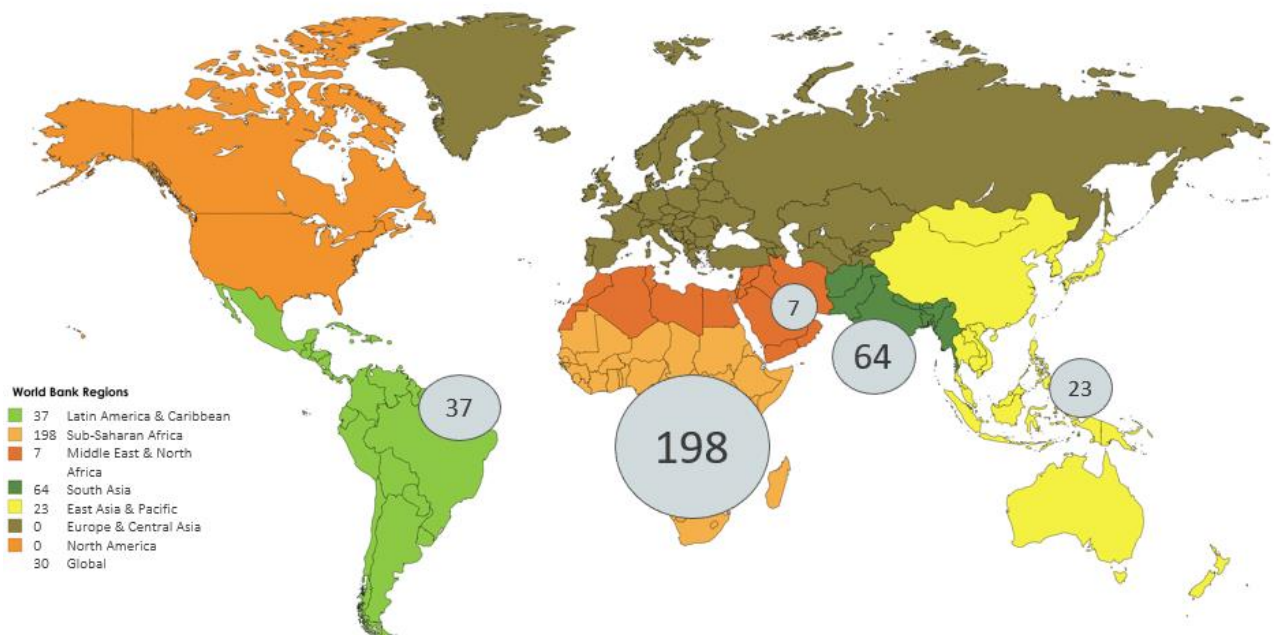 7
64
23
37
198
World Bank Regions
37 Latin America & Caribbean
198 Sub-Saharan Africa
7 Middle East & North
Africa
64 South Asia
23 East Asia & Pacific
0 Europe & Central Asia
0 North America
30 Global